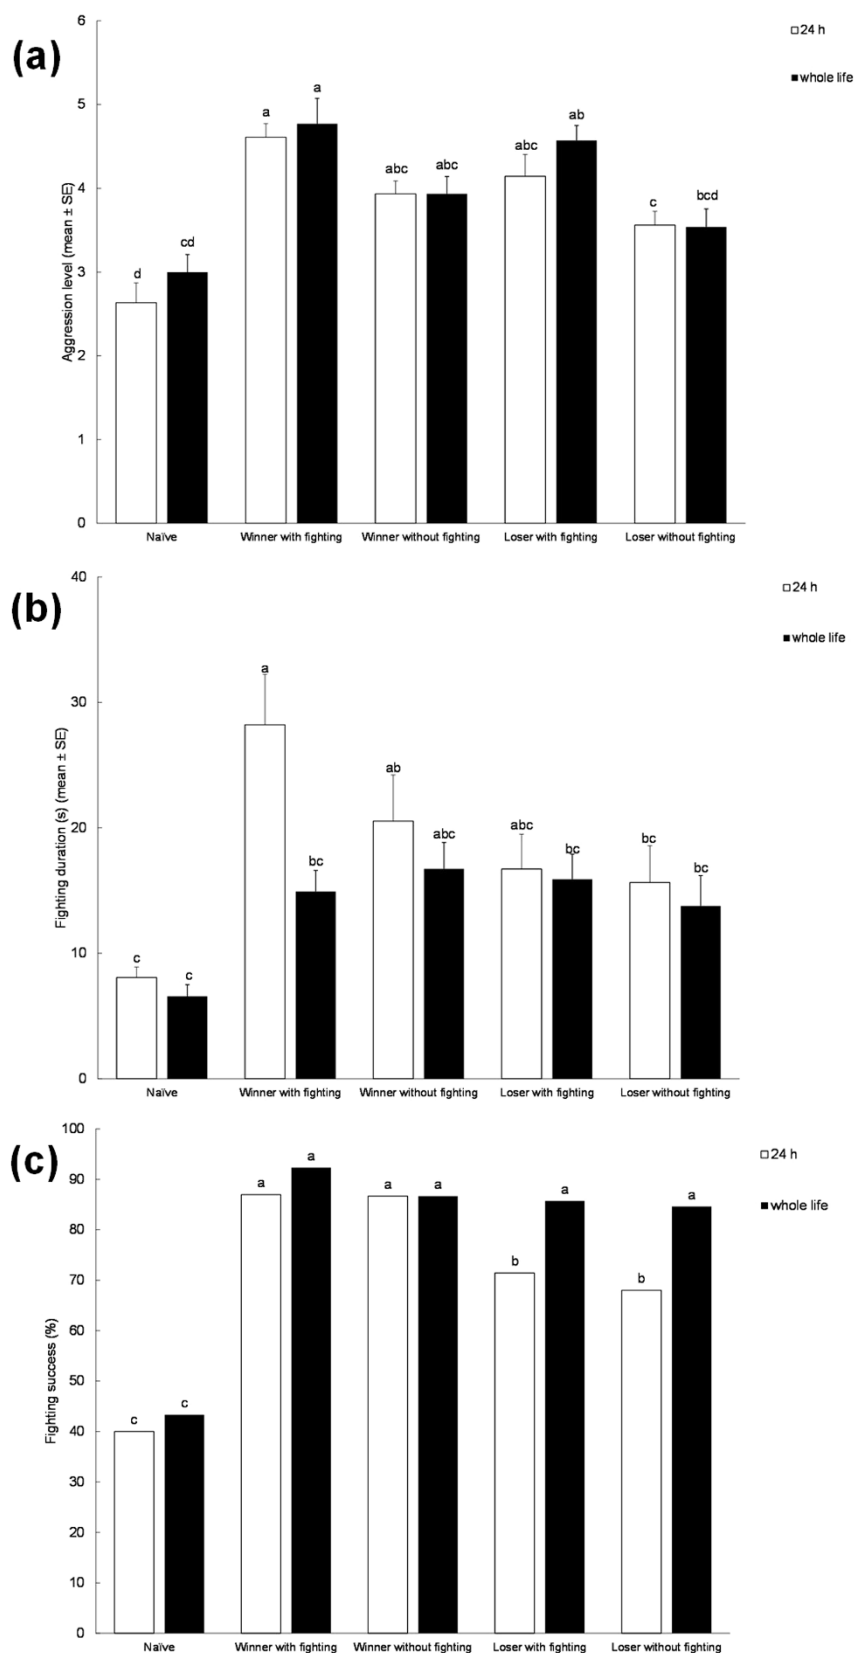 (a)
Aggression level (mean ± SE)
6
5
4
3
2
1
0
24 h
whole life
d
cd
a
a
abc
abc
abc
ab
c
bcd
Naïve
Winner with fighting
Winner without fighting
Loser with fighting
Loser without fighting
(b)
Fighting duration (s) (mean ± SE)
40
30
20
10
0
24 h
whole life
c
c
a
bc
ab
abc
abc
bc
bc
bc
Naïve
Winner with fighting
Winner without fighting
Loser with fighting
Loser without fighting
(c)
Fighting success (%)
100
90
80
70
60
50
40
30
20
10
0
24 h
whole life
c
c
a
a
a
a
b
a
b
a
Naïve
Winner with fighting
Winner without fighting
Loser with fighting
Loser without fighting